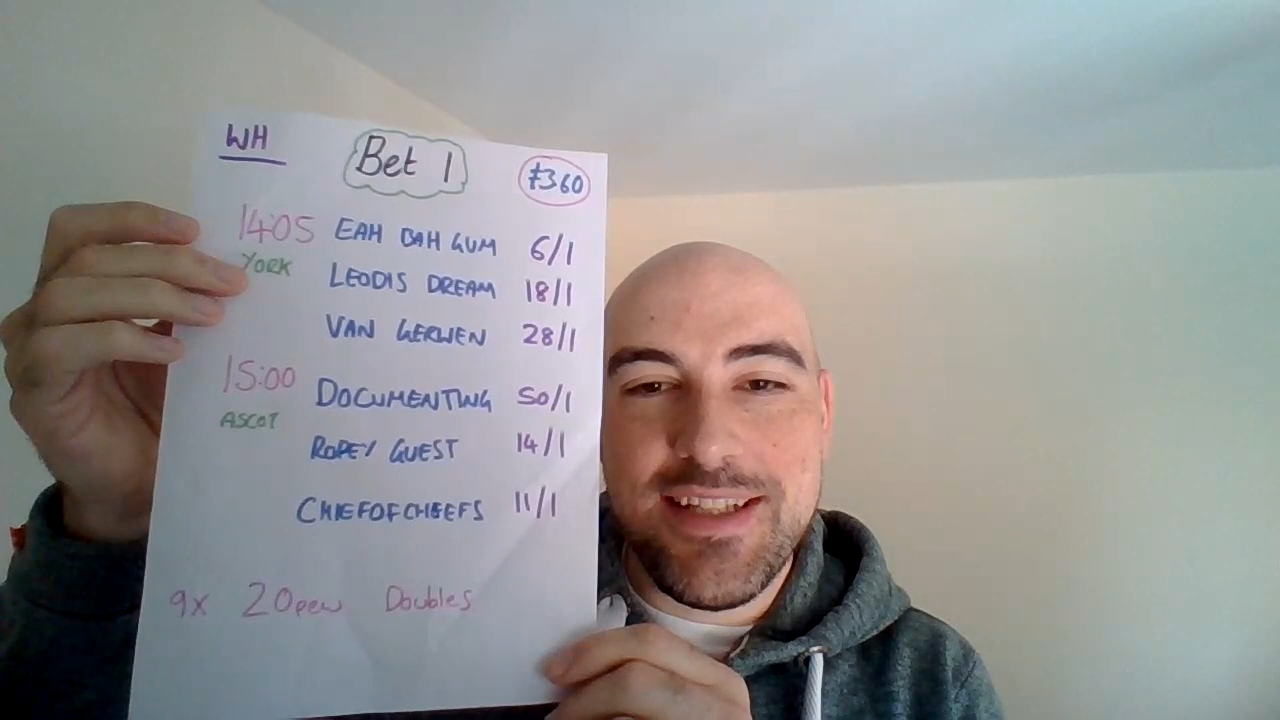 WH Bet 1 £360
14:05 EAH BAH GUM 6/1
YORK LEODIS DREAM 18/1
VAN GERWEN 28/1
15:00 DOCUMENTING 50/1
ASCOT
ROPEY GUEST 14/1
CHIEFOFCHEEFS 11/1
9x 20pew Doubles